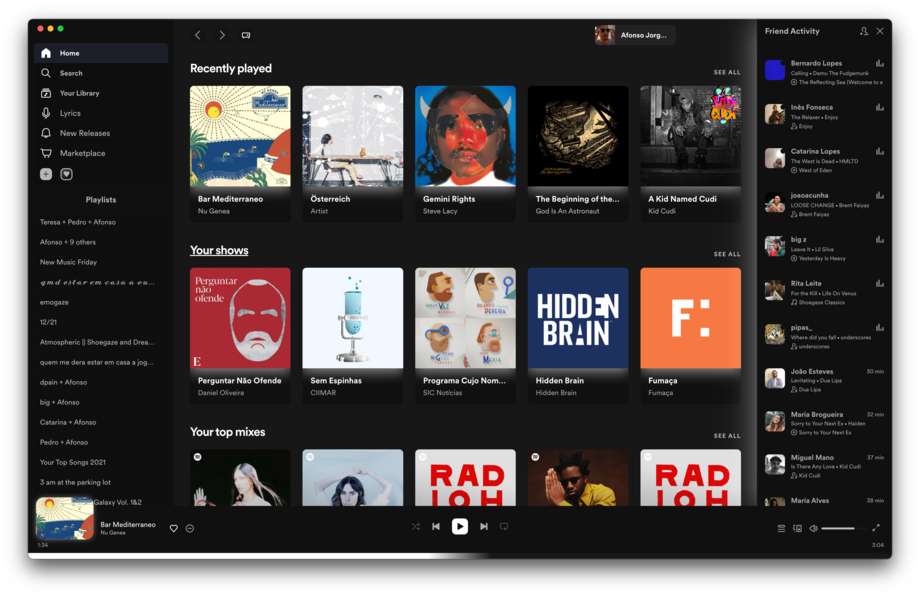 Home
Search
Your Library
Lyrics
New Releases
Marketplace
Playlists
Teresa + Pedro + Afonso
Afonso + 9 others
New Music Friday
𝓺𝓶𝓭 𝓮𝓼𝓽𝓪𝓻 𝓮𝓶 𝓬𝓪𝓼𝓪 𝓪 𝓸𝓾...
emogaze
12/21
Atmospheric || Shoegaze and Drea...
quem me dera estar em casa a jog...
dpain + Afonso
big + Afonso
Catarina + Afonso
Pedro + Afonso
Your Top Songs 2021
3 am at the parking lot
Galaxy Vol. 1&2
Afonso Jorg...
Recently played
SEE ALL
Bar Mediterraneo
Nu Genea
Österreich
Artist
Gemini Rights
Steve Lacy
The Beginning of the...
God Is An Astronaut
A Kid Named Cudi
Kid Cudi
Your shows
SEE ALL
Perguntar
não
ofende
E
HIDDEN
BRAIN
F:
Perguntar Não Ofende
Daniel Oliveira
Sem Espinhas
CIIMAR
Programa Cujo Nom...
SIC Notícias
Hidden Brain
Hidden Brain
Fumaça
Fumaça
Your top mixes
SEE ALL
RAD
IOH
RAD
IOH
Friend Activity
Bernardo Lopes
Calling • Damu The Fudgemunk
The Reflecting Sea (Welcome to a
Inês Fonseca
The Relaxer • Enjoy
Enjoy
Catarina Lopes
The West Is Dead • HMLTD
West of Eden
joaoacunha
LOOSE CHANGE • Brent Faiyaz
Brent Faiyaz
big z
Leave It • Lil Silva
Yesterday Is Heavy
Rita Leite
For the Kill • Life On Venus
Shoegaze Classics
pipas_
Where did you fall • underscores
underscores
João Esteves
30 min
Levitating • Dua Lipa
Dua Lipa
Maria Brogueira
32 min
Sorry to Your Next Ex • Haiden
Sorry to Your Next Ex
Miguel Mano
37 min
Is There Any Love • Kid Cudi
Kid Cudi
Maria Alves
38 min
Bar Mediterraneo
Nu Genea
1:34
3:04